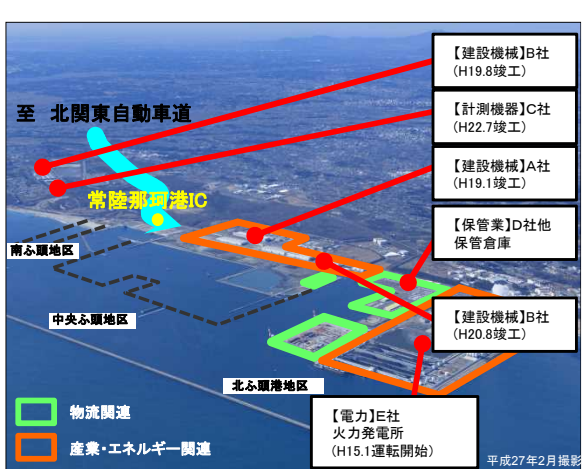 【建設機械】B社
(H19.8竣工)
【計測機器】C社
(H22.7竣工)
【建設機械】A社
(H19.1竣工)
【保管業】D社他
保管倉庫
【建設機械】B社
(H20.8竣工)
【電力】E社
火力発電所
(H15.1運転開始)
至 北関東自動車道
常陸那珂港IC
南ふ頭地区
中央ふ頭地区
北ふ頭港地区
物流関連
産業・エネルギー関連
平成27年2月撮影